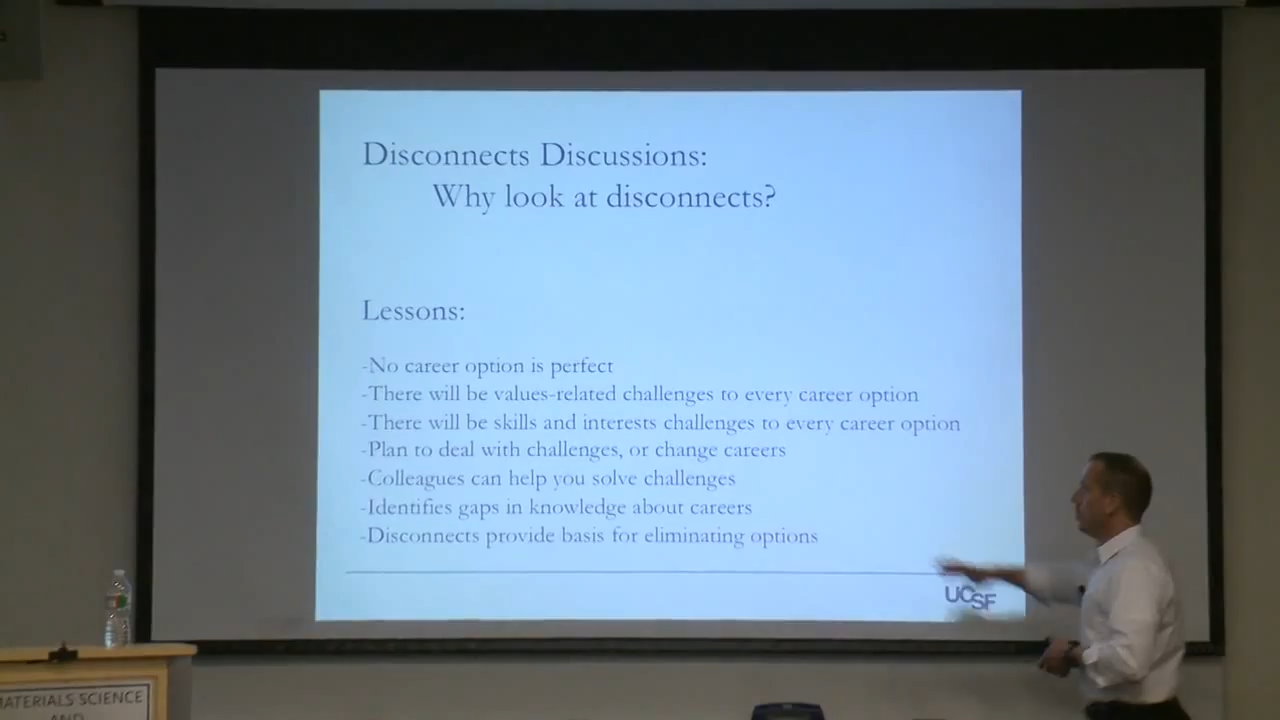 Disconnects Discussions:
Why look at disconnects?
Lessons:
-No career option is perfect
-There will be values-related challenges to every career option
-There will be skills and interests challenges to every career option
-Plan to deal with challenges, or change careers
-Colleagues can help you solve challenges
-Identifies gaps in knowledge about careers
-Disconnects provide basis for eliminating options
UCSF
MATERIALS SCIENCE
AND